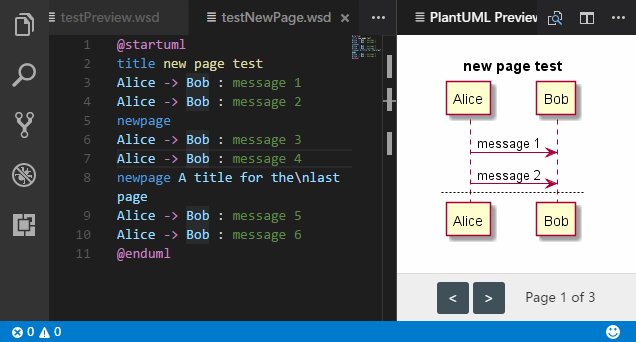 testPreview.wsd
testNewPage.wsd ×
PlantUML Preview
1 @startuml
2 title new page test
3 Alice -> Bob : message 1
4 Alice -> Bob : message 2
5 newpage
6 Alice -> Bob : message 3
7 Alice -> Bob : message 4
8 newpage A title for the\nlast
page
9 Alice -> Bob : message 5
10 Alice -> Bob : message 6
11 @enduml
new page test
Alice Bob
message 1
message 2
Alice Bob
< > Page 1 of 3
0 0